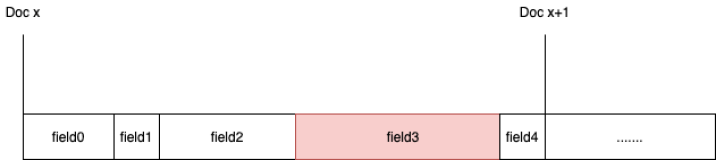 Doc x Doc x+1
field0 field1 field2 field3 field4 .......